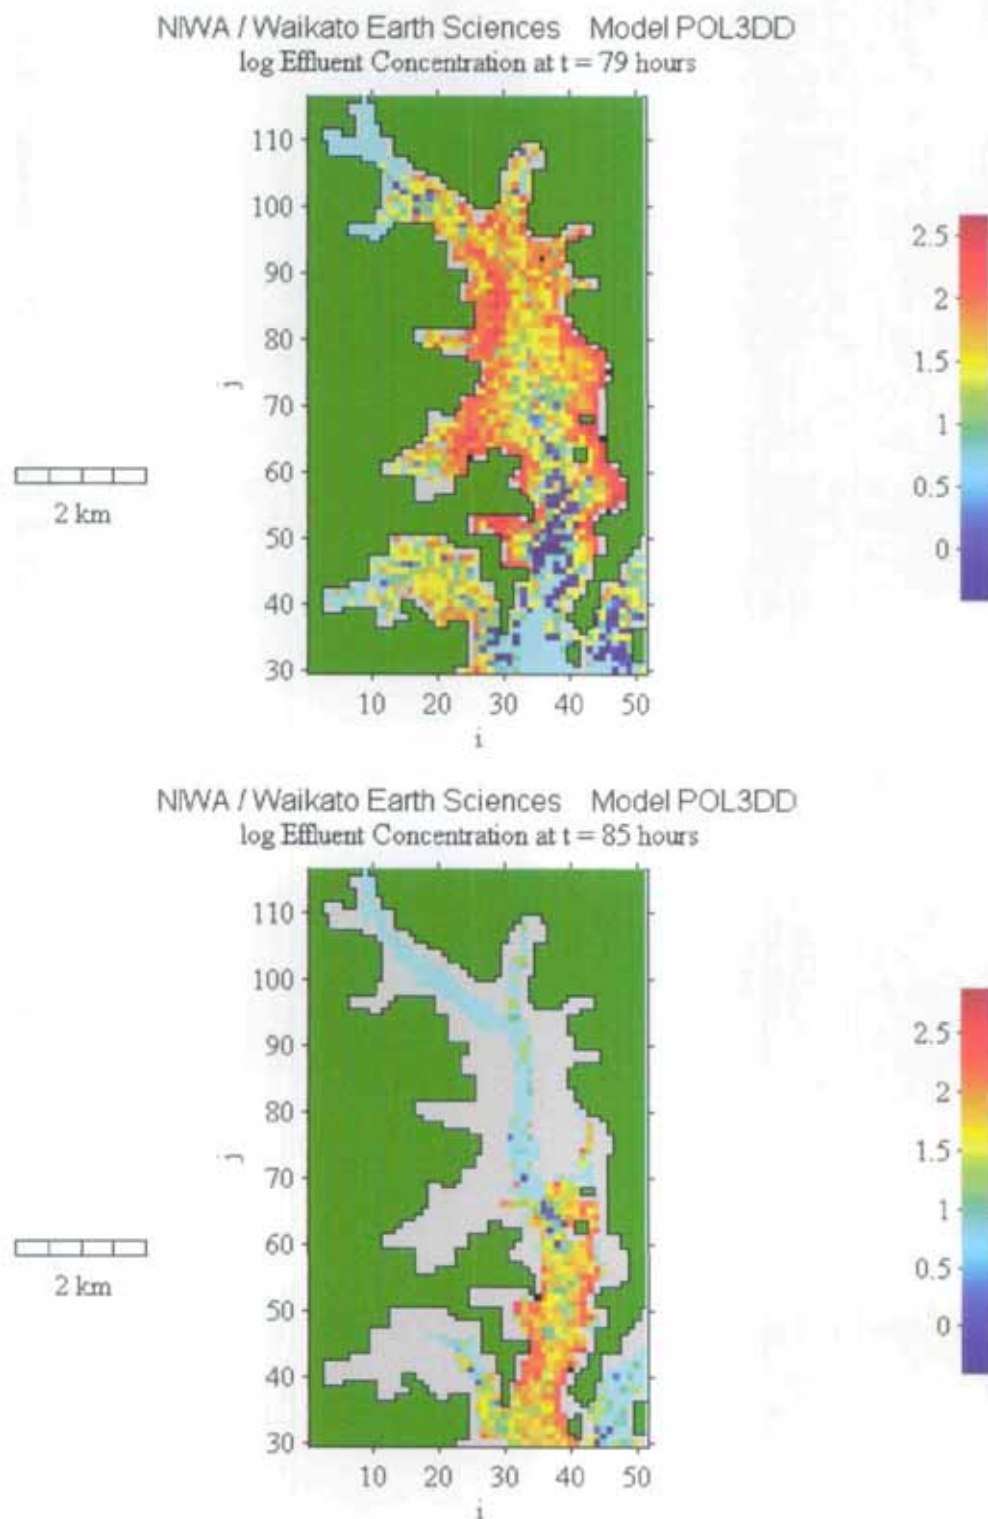 NIWA / Waikato Earth Sciences Model POL3DD
log Effluent Concentration at t = 79 hours
110
100
90
80
70
60
50
40
30
j
10 20 30 40 50
i
2 km
2.5
2
1.5
1
0.5
0
NIWA / Waikato Earth Sciences Model POL3DD
log Effluent Concentration at t = 85 hours
110
100
90
80
70
60
50
40
30
j
10 20 30 40 50
i
2 km
2.5
2
1.5
1
0.5
0